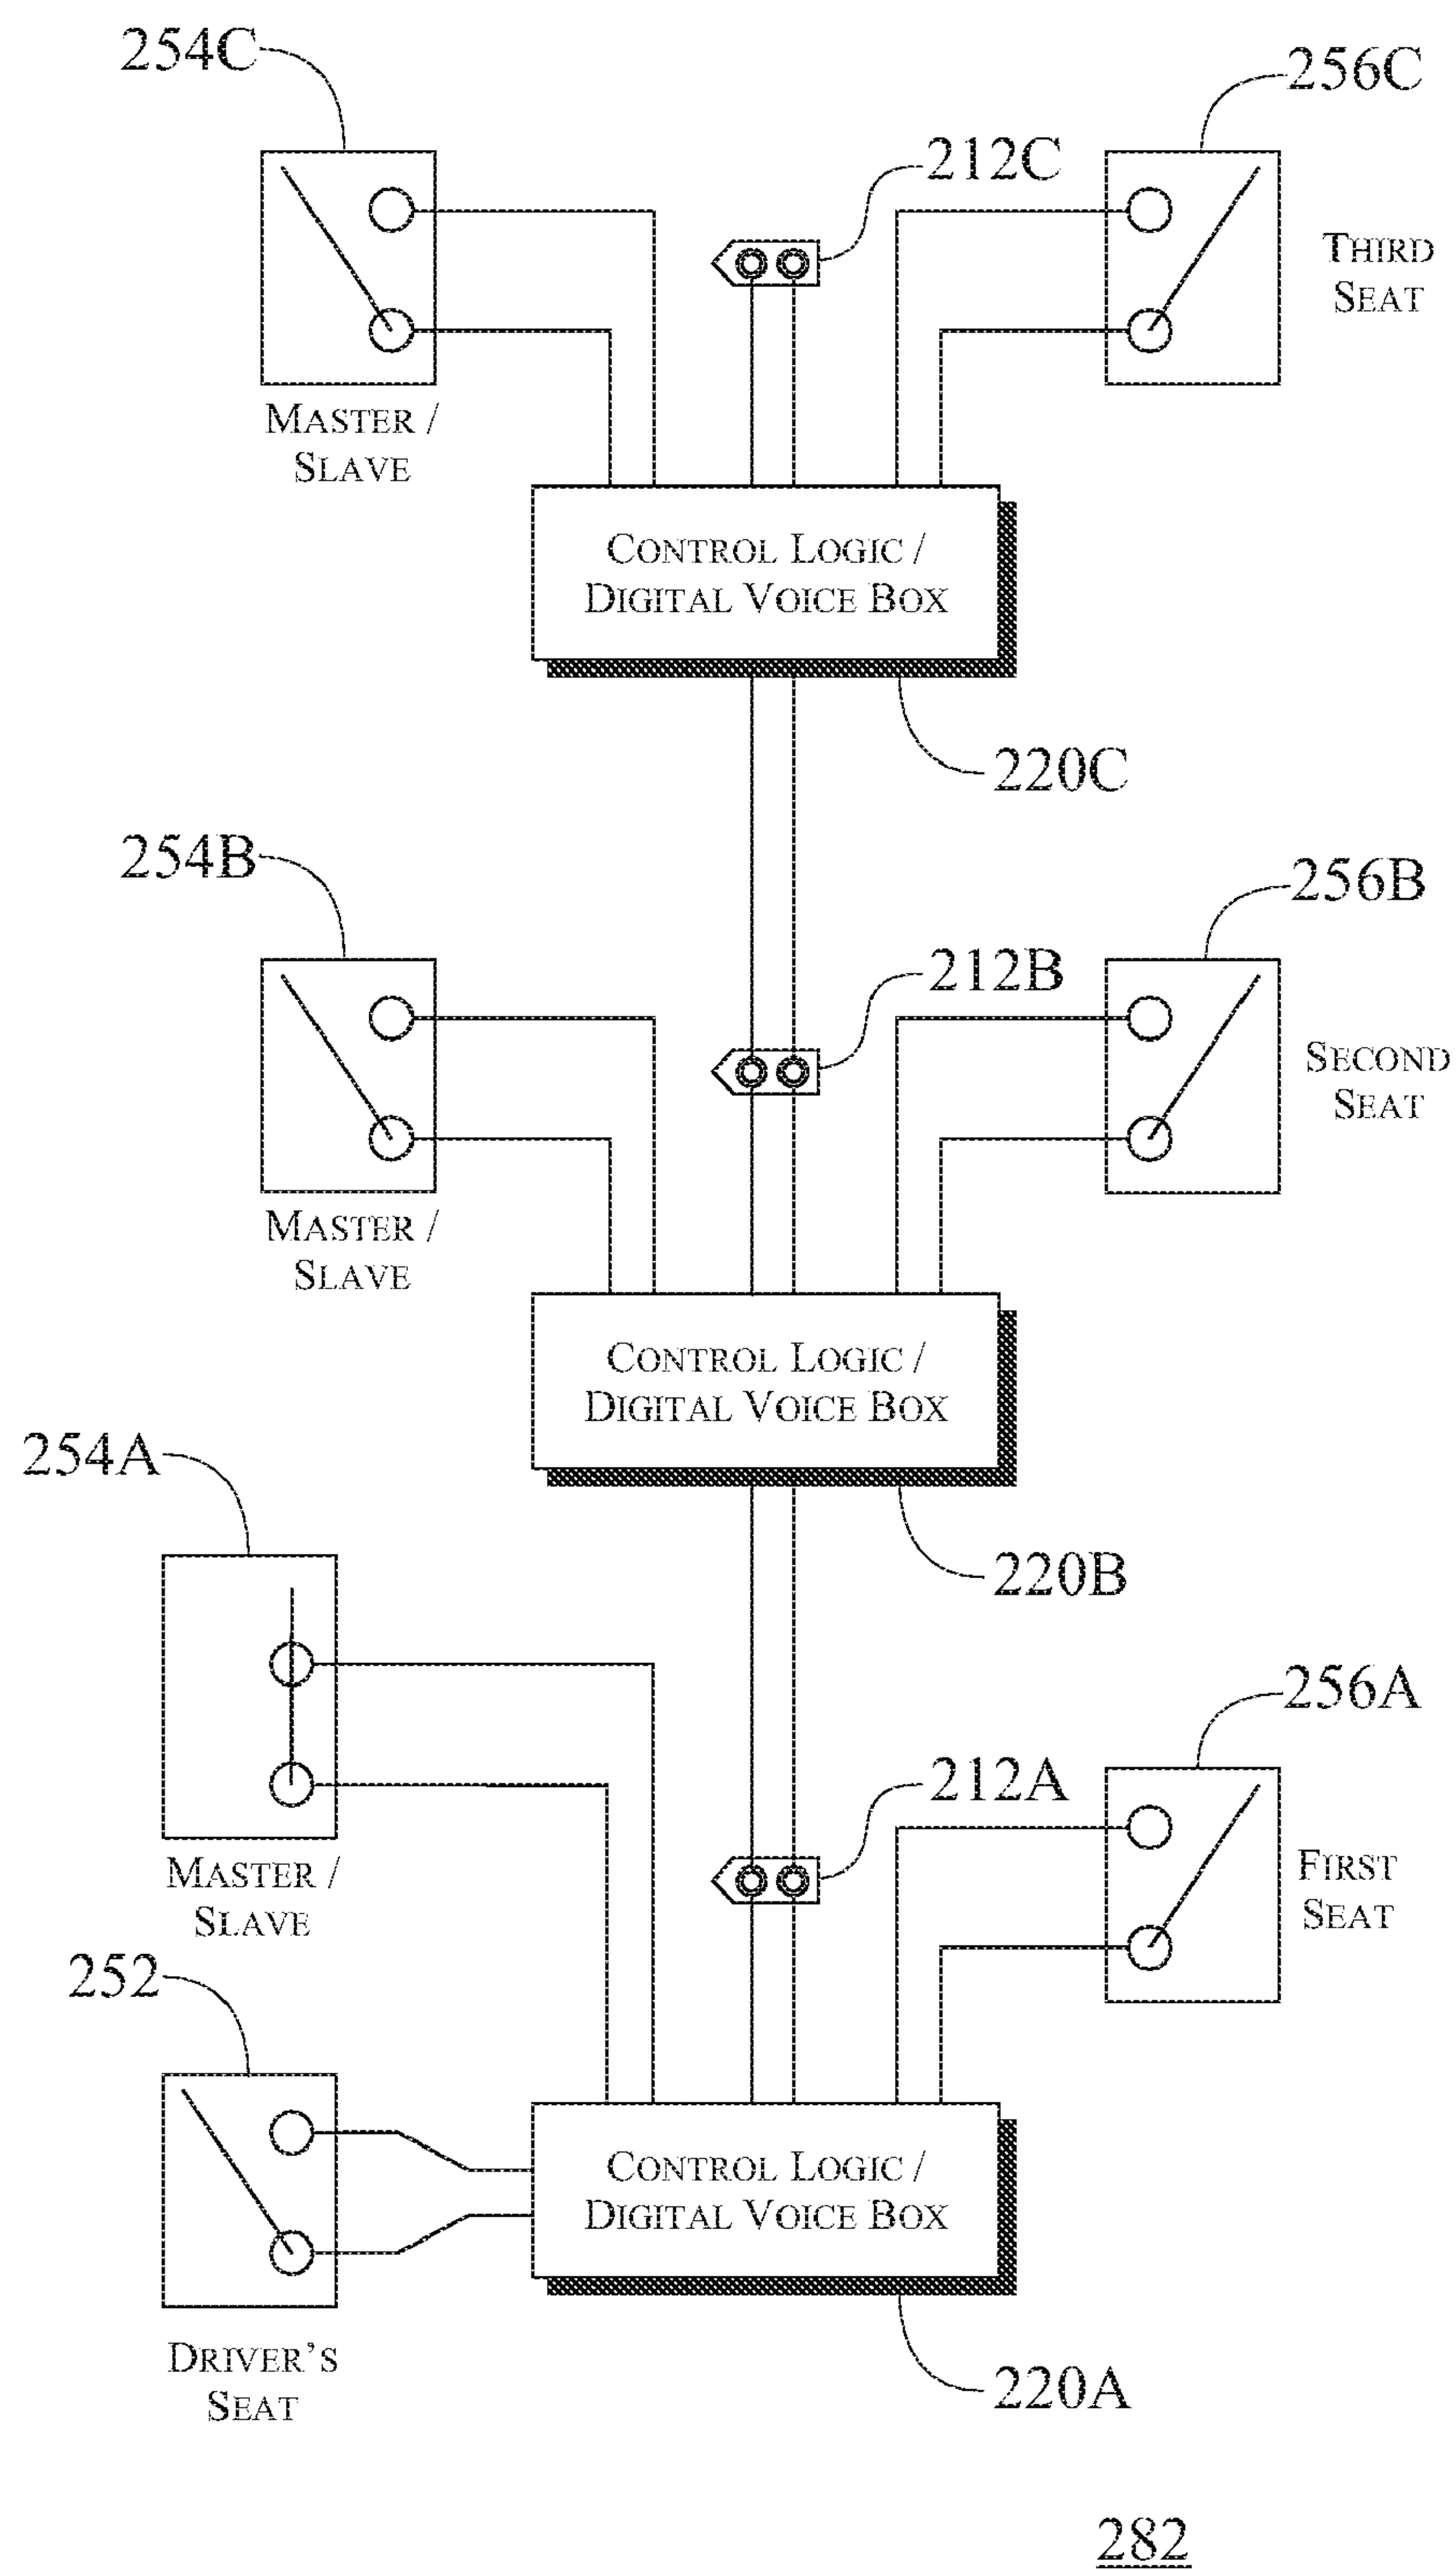 254C
256C
212C
THIRD
SEAT
MASTER /
SLAVE
CONTROL LOGIC /
DIGITAL VOICE BOX
220C
254B
256B
212B
SECOND
SEAT
MASTER /
SLAVE
CONTROL LOGIC /
DIGITAL VOICE BOX
254A
220B
256A
212A
FIRST
SEAT
MASTER /
SLAVE
252
CONTROL LOGIC /
DIGITAL VOICE BOX
DRIVER'S
SEAT
220A
282